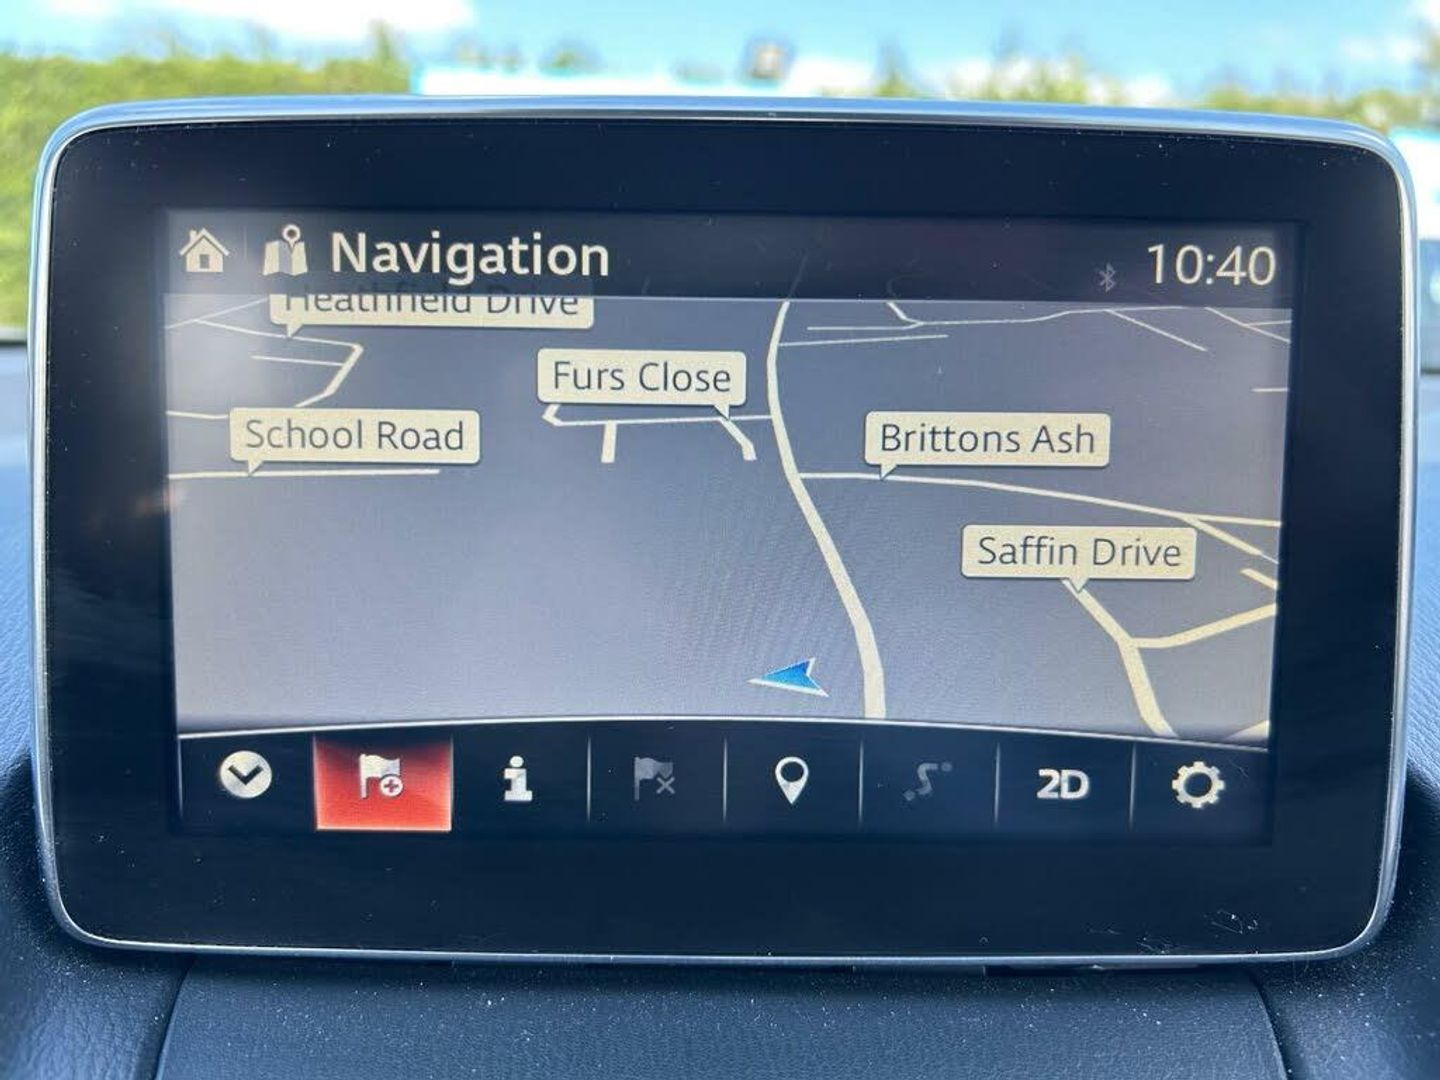 Navigation
10:40
Heathfield Drive
Furs Close
School Road
Brittons Ash
Saffin Drive
2D